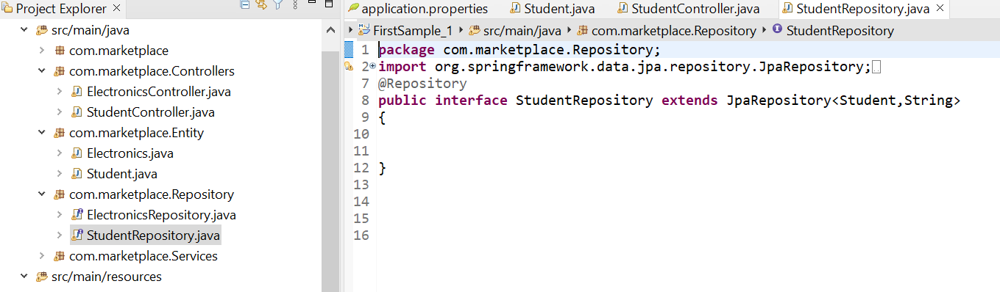 Project Explorer
src/main/java
com.marketplace
com.marketplace.Controllers
ElectronicsController.java
StudentController.java
com.marketplace.Entity
Electronics.java
Student.java
com.marketplace.Repository
ElectronicsRepository.java
StudentRepository.java
com.marketplace.Services
src/main/resources
application.properties Student.java StudentController.java StudentRepository.java
FirstSample_1 src/main/java com.marketplace.Repository StudentRepository
1 package com.marketplace.Repository;
2 import org.springframework.data.jpa.repository.JpaRepository;
7 @Repository
8 public interface StudentRepository extends JpaRepository<Student,String>
9 {
10
11
12 }
13
14
15
16